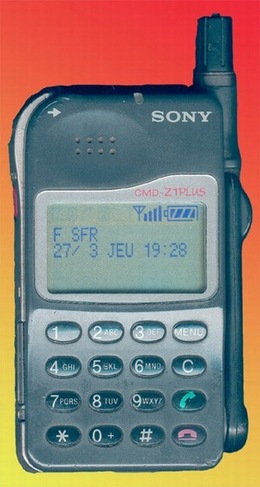 SONY
CMD-Z1PLUS
F SFR
27/ 3 JEU 19:28
1 2ABC 3DEF MENU
4GHI 5JKL 6MNO C
7PQRS 8TUV 9WXYZ
* 0+ #